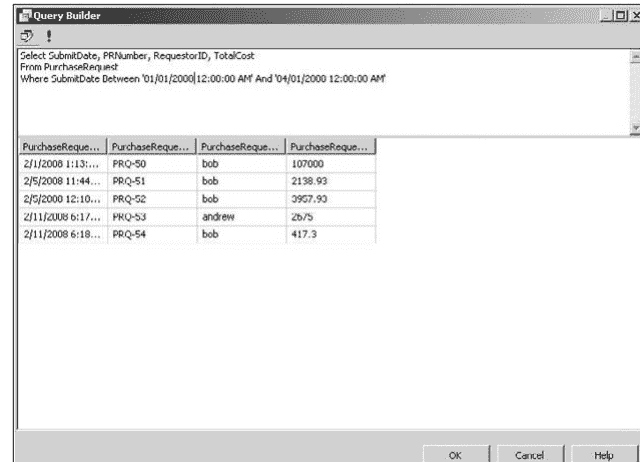 Query Builder
Select SubmitDate, PRNumber, RequestorID, TotalCost
From PurchaseRequest
Where SubmitDate Between '01/01/2000 12:00:00 AM' And '04/01/2000 12:00:00 AM'
PurchaseReque... PurchaseReque... PurchaseReque... PurchaseReque...
2/1/2008 1:13:... PRQ-50 bob 107000
2/5/2008 11:44... PRQ-51 bob 2138.93
2/5/2000 12:10... PRQ-52 bob 3957.93
2/11/2008 6:17... PRQ-53 andrew 2675
2/11/2008 6:18... PRQ-54 bob 417.3
OK Cancel Help